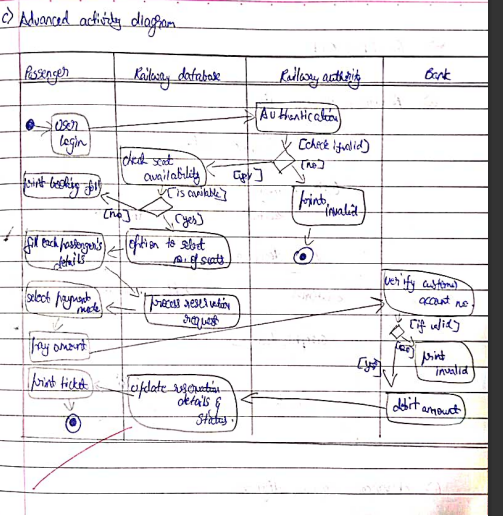 c) Advanced activity diagram
Passenger
Railway database
Railway authority
Bank
User
login
Authentication
[check if valid]
[no]
[yes]
check seat
availability
[is available]
[no]
[yes]
print booking full
print
invalid
option to select
no. of seats
fill each passenger's
details
process reservation
request
select payment
mode
pay amount
verify customer
account no.
[if valid]
[no]
[yes]
print
invalid
debit amount
update reservation
details &
status
print ticket